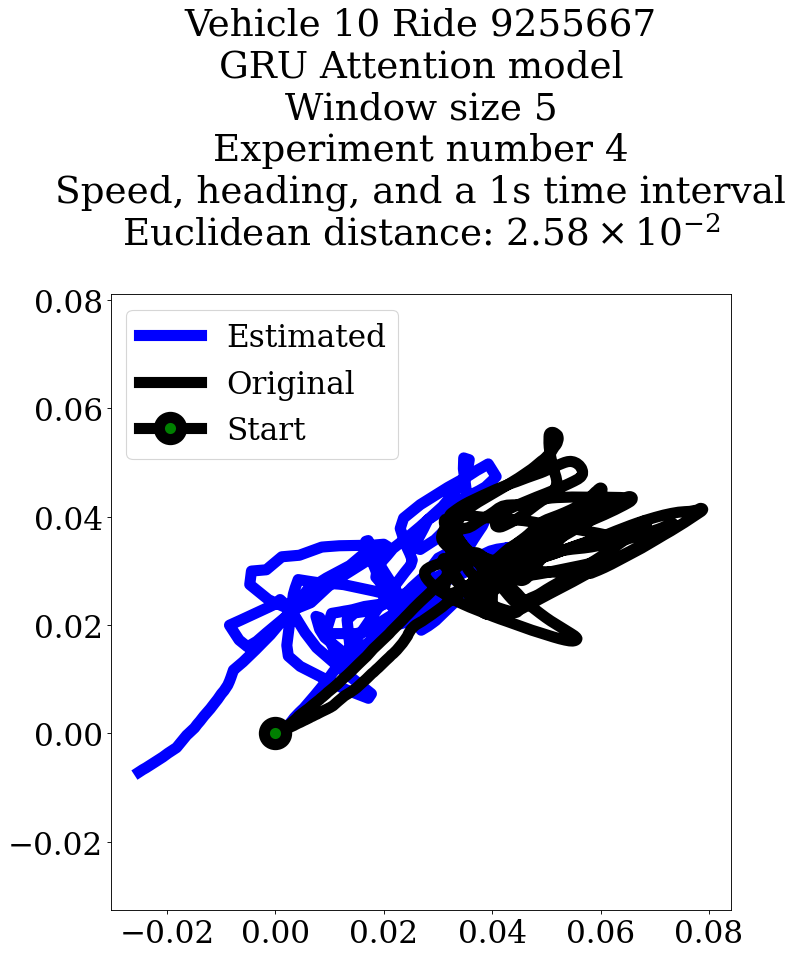 Vehicle 10 Ride 9255667
GRU Attention model
Window size 5
Experiment number 4
Speed, heading, and a 1s time interval
Euclidean distance: 2.58 × 10⁻²
0.08
0.06
0.04
0.02
0.00
−0.02
Estimated
Original
Start
−0.02 0.00 0.02 0.04 0.06 0.08